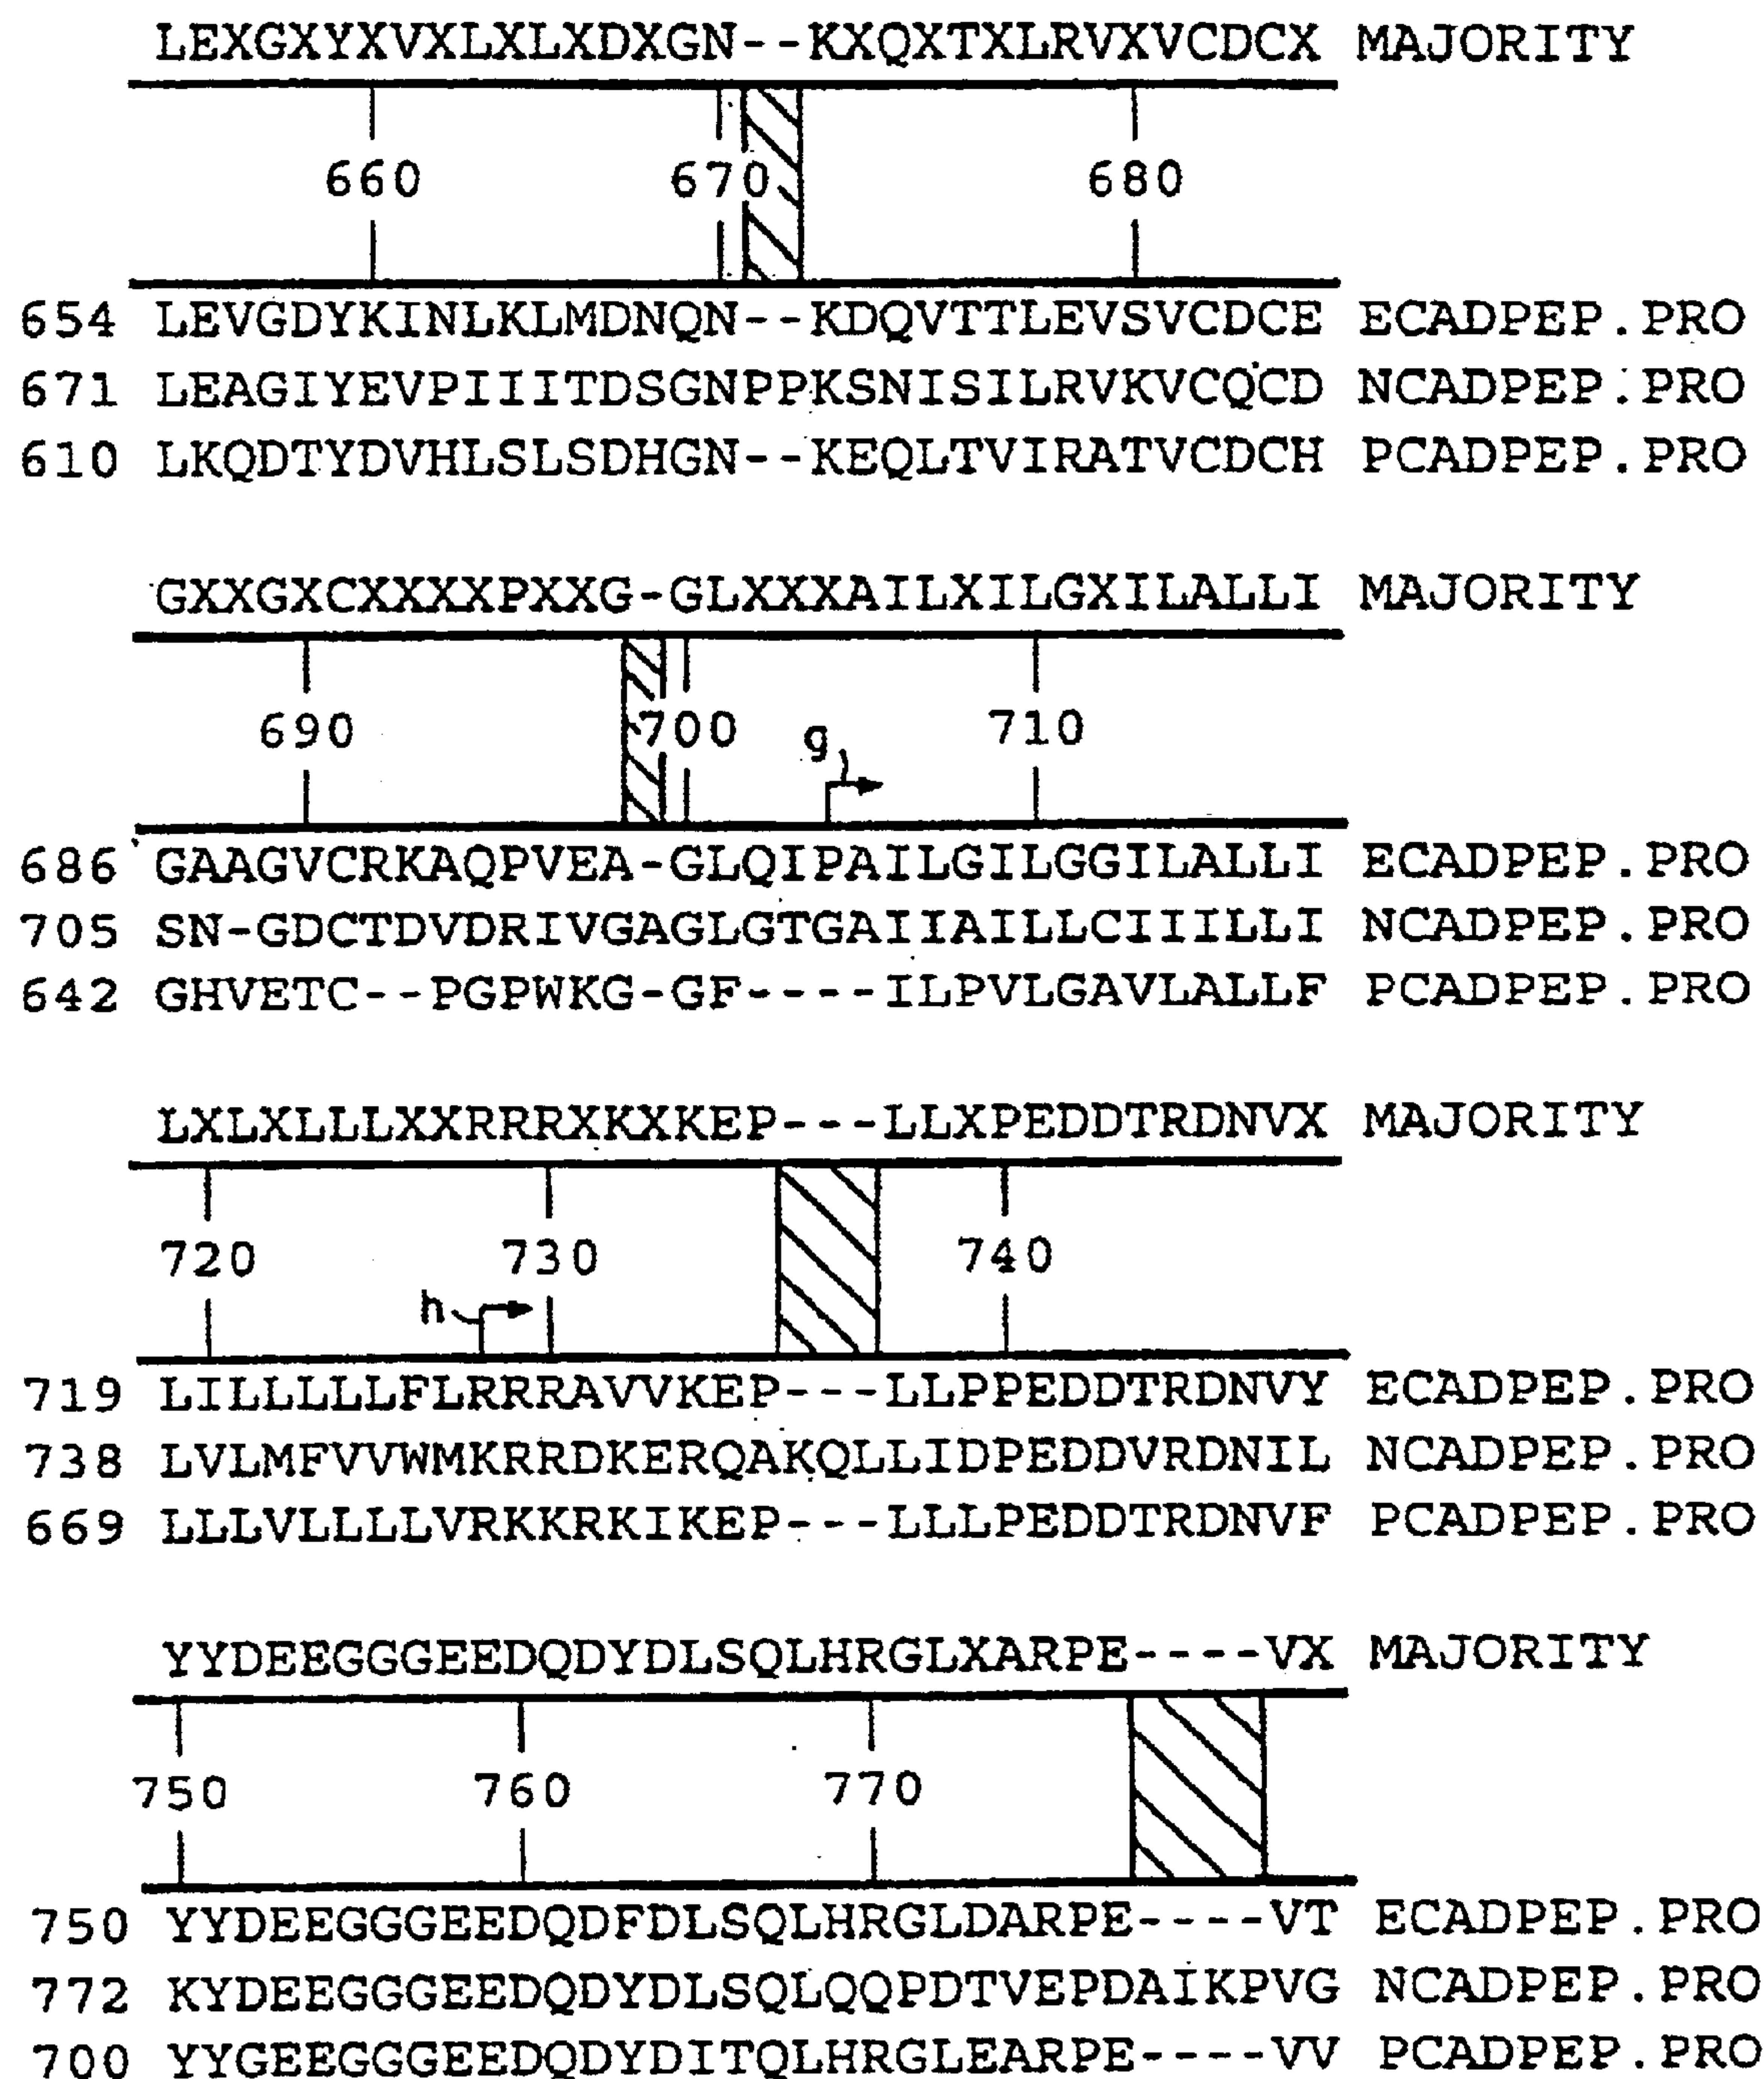 LEXGXYXVXLXLXDXGN--KXQXTXLRVXVCDCX MAJORITY
660 670 680
654 LEVGDYKINLKLMDNQN--KDQVTTLEVSVCDCE ECADPEP.PRO
671 LEAGIYEVPIIITDSGNPPKSNISILRVKVCQCD NCADPEP.PRO
610 LKQDTYDVHLSLSDHGN--KEQLTVIRATVCDCH PCADPEP.PRO
GXXGXCXXXXPXXG-GLXXXAILXILGXILALLI MAJORITY
690 700 g 710
686 GAAGVCRKAQPVEA-GLQIPAILGILGGILALLI ECADPEP.PRO
705 SN-GDCTDVDRIVGAGLGTGAIIAILLCIIILLI NCADPEP.PRO
642 GHVETC--PGPWKG-GF----ILPVLGAVLALLF PCADPEP.PRO
LXLXLLLXXRRRXKXKEP---LLXPEDDTRDNVX MAJORITY
720 h 730 740
719 LILLLLLFLRRRAVVKEP---LLPPEDDTRDNVY ECADPEP.PRO
738 LVLMFVVWMKRRDKERQAKQLLIDPEDDVRDNIL NCADPEP.PRO
669 LLLVLLLLVRKKRKIKEP---LLLPEDDTRDNVF PCADPEP.PRO
YYDEEGGGEEDQDYDLSQLHRGLXARPE----VX MAJORITY
750 760 770
750 YYDEEGGGEEDQDFDLSQLHRGLDARPE----VT ECADPEP.PRO
772 KYDEEGGGEEDQDYDLSQLQQPDTVEPDAIKPVG NCADPEP.PRO
700 YYGEEGGGEEDQDYDITQLHRGLEARPE----VV PCADPEP.PRO